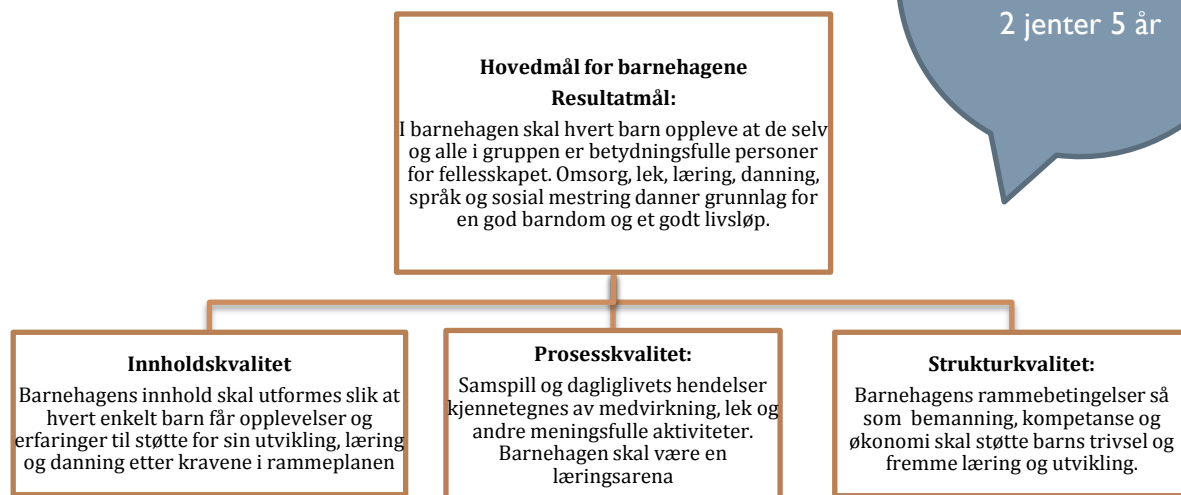 2 jenter 5 år
Hovedmål for barnehagene
Resultatmål:
I barnehagen skal hvert barn oppleve at de selv
og alle i gruppen er betydningsfulle personer
for fellesskapet. Omsorg, lek, læring, danning,
språk og sosial mestring danner grunnlag for
en god barndom og et godt livsløp.
Innholdskvalitet
Barnehagens innhold skal utformes slik at
hvert enkelt barn får opplevelser og
erfaringer til støtte for sin utvikling, læring
og danning etter kravene i rammeplanen
Prosesskvalitet:
Samspill og dagliglivets hendelser
kjennetegnes av medvirkning, lek og
andre meningsfulle aktiviteter.
Barnehagen skal være en
læringsarena
Strukturkvalitet:
Barnehagens rammebetingelser så
som bemanning, kompetanse og
økonomi skal støtte barns trivsel og
fremme læring og utvikling.